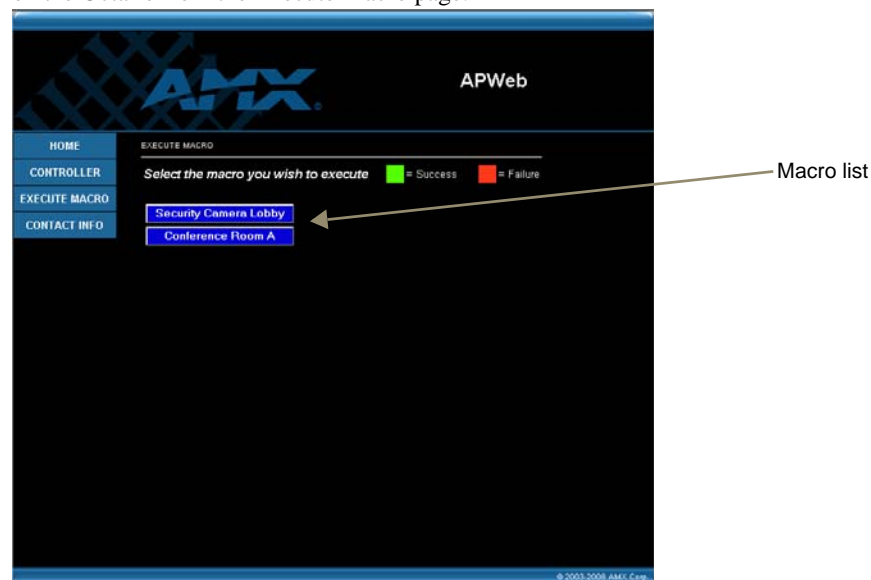 AMX
APWeb
HOME
CONTROLLER
EXECUTE MACRO
CONTACT INFO
EXECUTE MACRO
Select the macro you wish to execute
= Success
= Failure
Security Camera Lobby
Conference Room A
Macro list
© 2003-2008 AMX Corp.